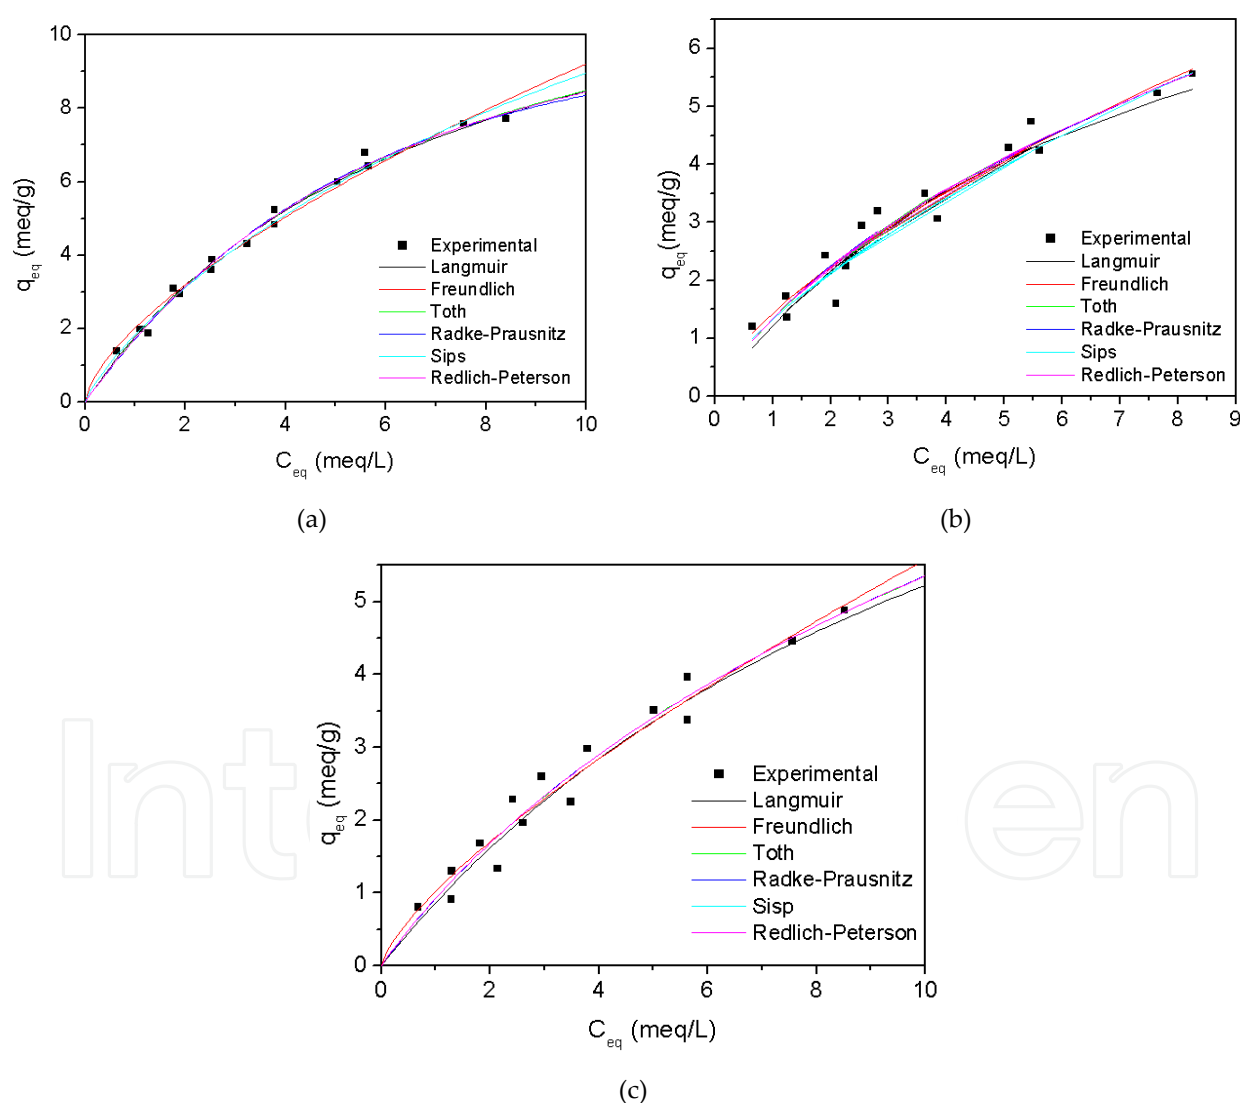 10
8
6
4
2
0
q_eq (meq/g)
Experimental
Langmuir
Freundlich
Toth
Radke-Prausnitz
Sips
Redlich-Peterson
0 2 4 6 8 10
C_eq (meq/L)
(a)
6
5
4
3
2
1
0
q_eq (meq/g)
Experimental
Langmuir
Freundlich
Toth
Radke-Prausnitz
Sips
Redlich-Peterson
0 1 2 3 4 5 6 7 8 9
C_eq (meq/L)
(b)
5
4
3
2
1
0
q_eq (meq/g)
Experimental
Langmuir
Freundlich
Toth
Radke-Prausnitz
Sisp
Redlich-Peterson
0 2 4 6 8 10
C_eq (meq/L)
(c)
Int
en